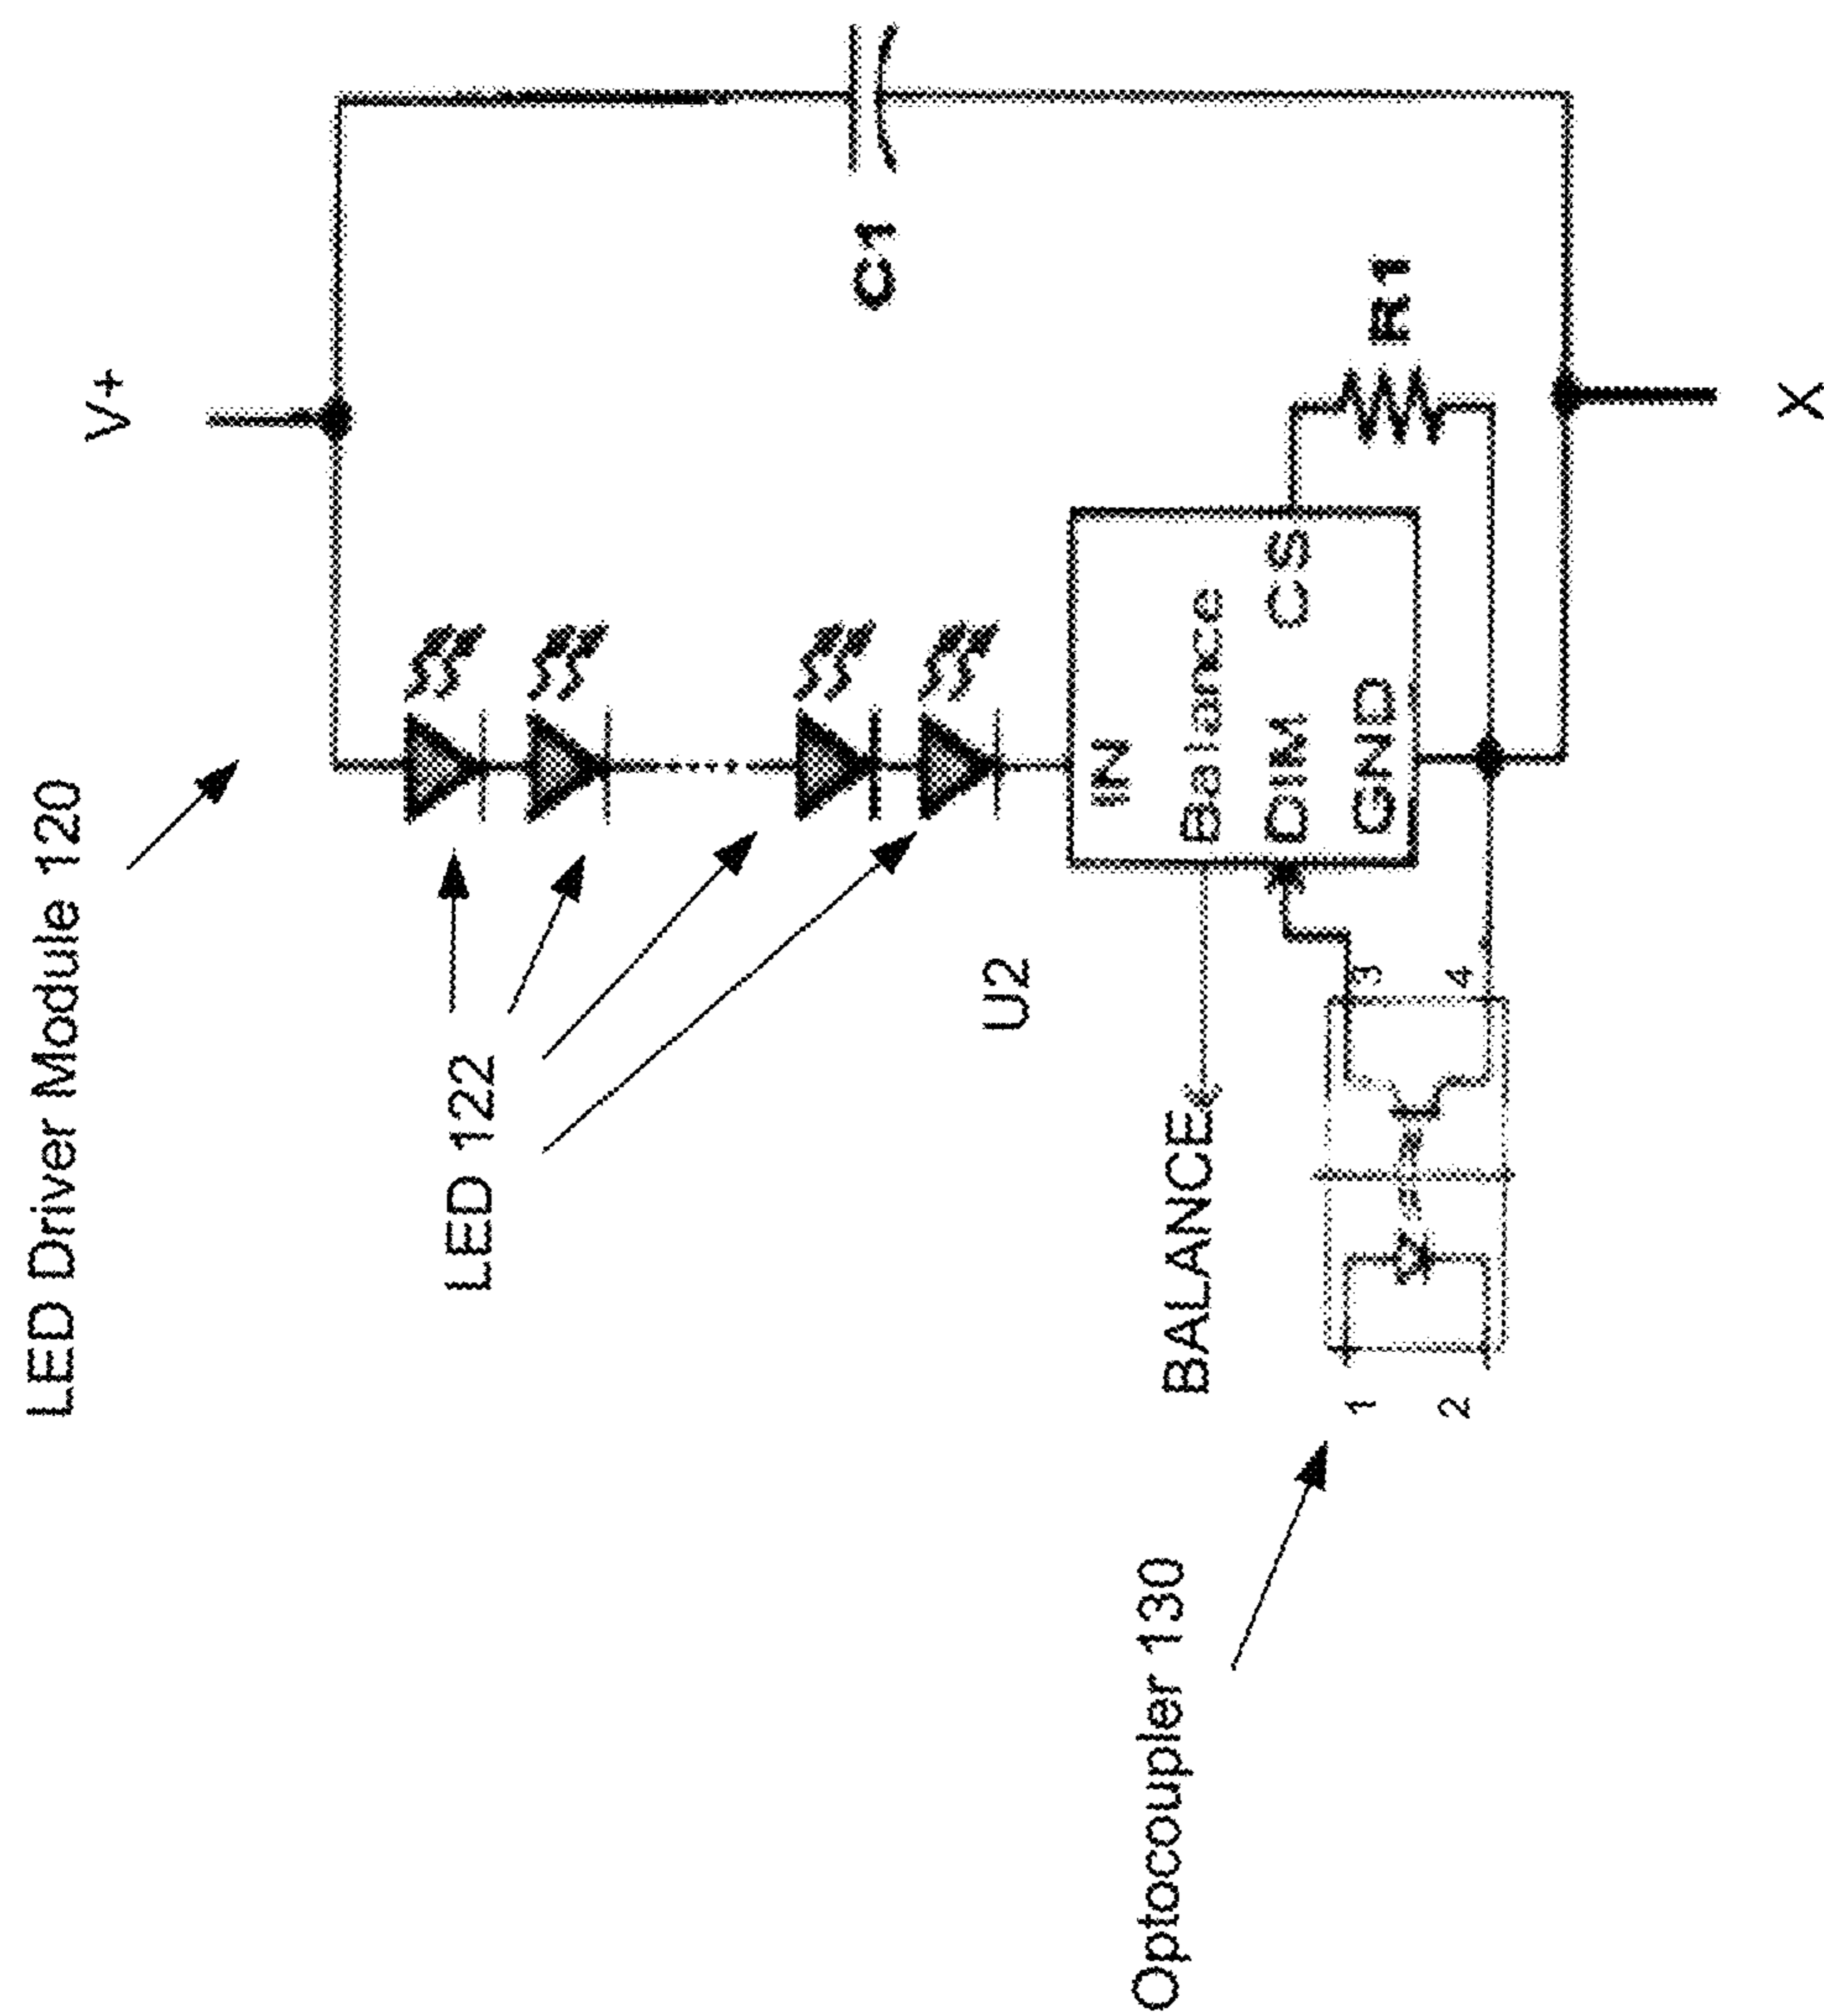 LED Driver Module 120
V+
LED 122
C1
U2
IN
Balance
DIM
CS
GND
R1
BALANCE
3
4
1
2
Optocoupler 130
X